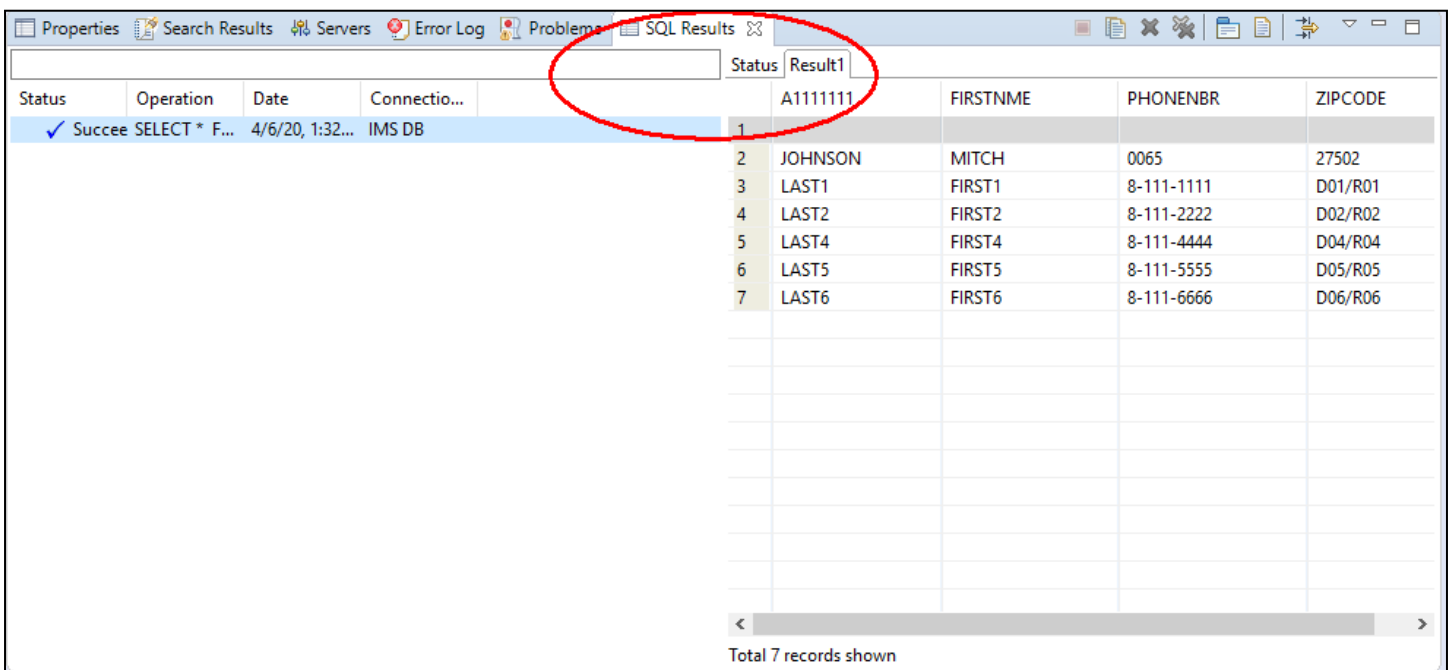 Properties Search Results Servers Error Log Problems SQL Results
Status Result1
Status Operation Date Connectio...
Succee SELECT * F... 4/6/20, 1:32... IMS DB
A1111111 FIRSTNME PHONENBR ZIPCODE
1
2 JOHNSON MITCH 0065 27502
3 LAST1 FIRST1 8-111-1111 D01/R01
4 LAST2 FIRST2 8-111-2222 D02/R02
5 LAST4 FIRST4 8-111-4444 D04/R04
6 LAST5 FIRST5 8-111-5555 D05/R05
7 LAST6 FIRST6 8-111-6666 D06/R06
Total 7 records shown